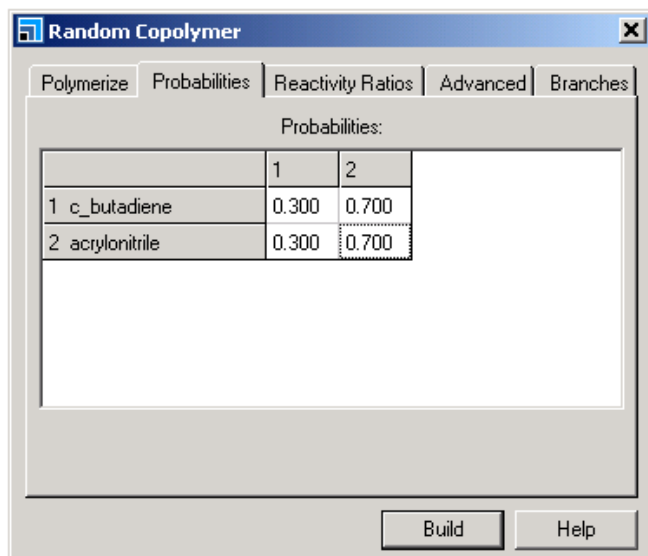 Random Copolymer
Polymerize Probabilities Reactivity Ratios Advanced Branches
Probabilities:
1 2
1 c_butadiene 0.300 0.700
2 acrylonitrile 0.300 0.700
Build Help